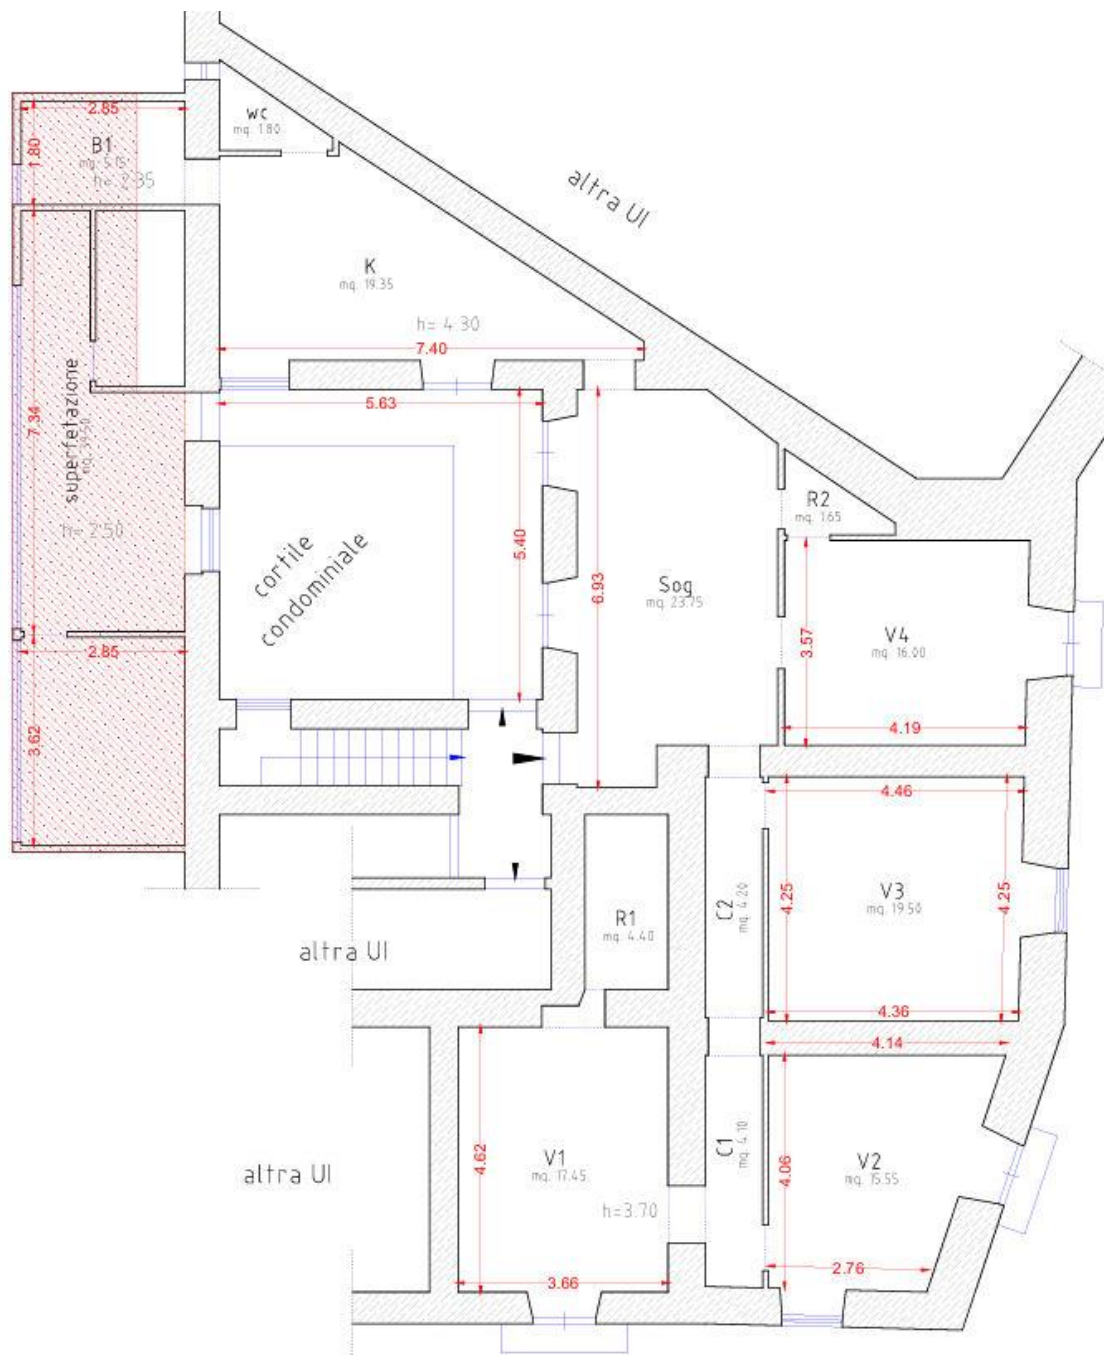 2.85
wc
mq. 1.80
B1
mq. 5.15
1.80
h= 2.35
altra UI
K
mq. 19.35
h= 4.30
7.40
5.63
7.34
superfetazione
h= 2.50
R2
mq. 1.65
cortile
condominiale
5.40
6.93
Sog
mq. 23.75
3.57
V4
mq. 16.00
2.85
4.19
3.62
4.46
4.25
V3
mq. 19.50
4.25
C2
mq. 4.20
R1
mq. 4.40
altra UI
4.36
4.14
4.62
V1
mq. 17.45
C1
mq. 4.10
4.06
V2
mq. 15.55
altra UI
h=3.70
2.76
3.66